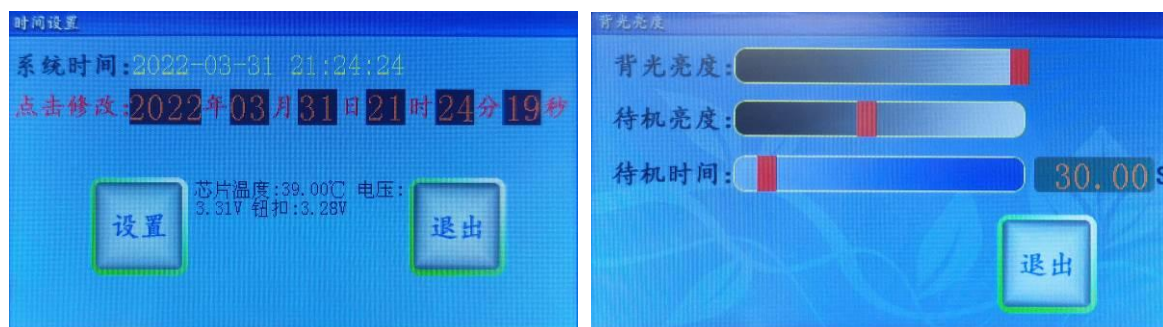 时间设置
系统时间:2022-03-31 21:24:24
点击修改:2022年03月31日21时24分19秒
芯片温度:39.00℃ 电压:
3.31V 钮扣:3.28V
设置
退出
背光亮度
背光亮度:
待机亮度:
待机时间: 30.00S
退出